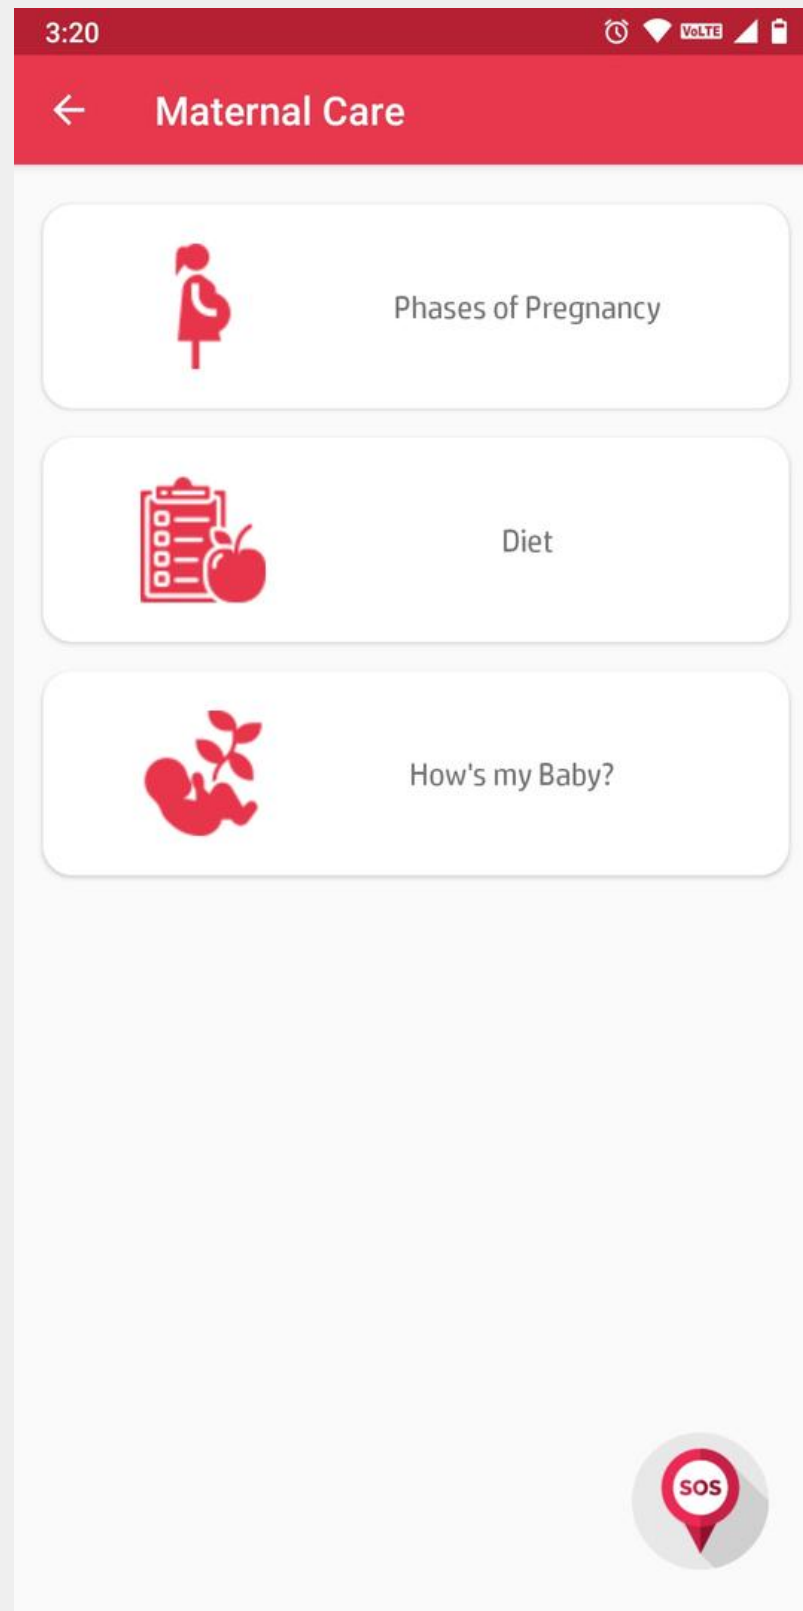 3:20
VoLTE
Maternal Care
Phases of Pregnancy
Diet
How's my Baby?
SOS